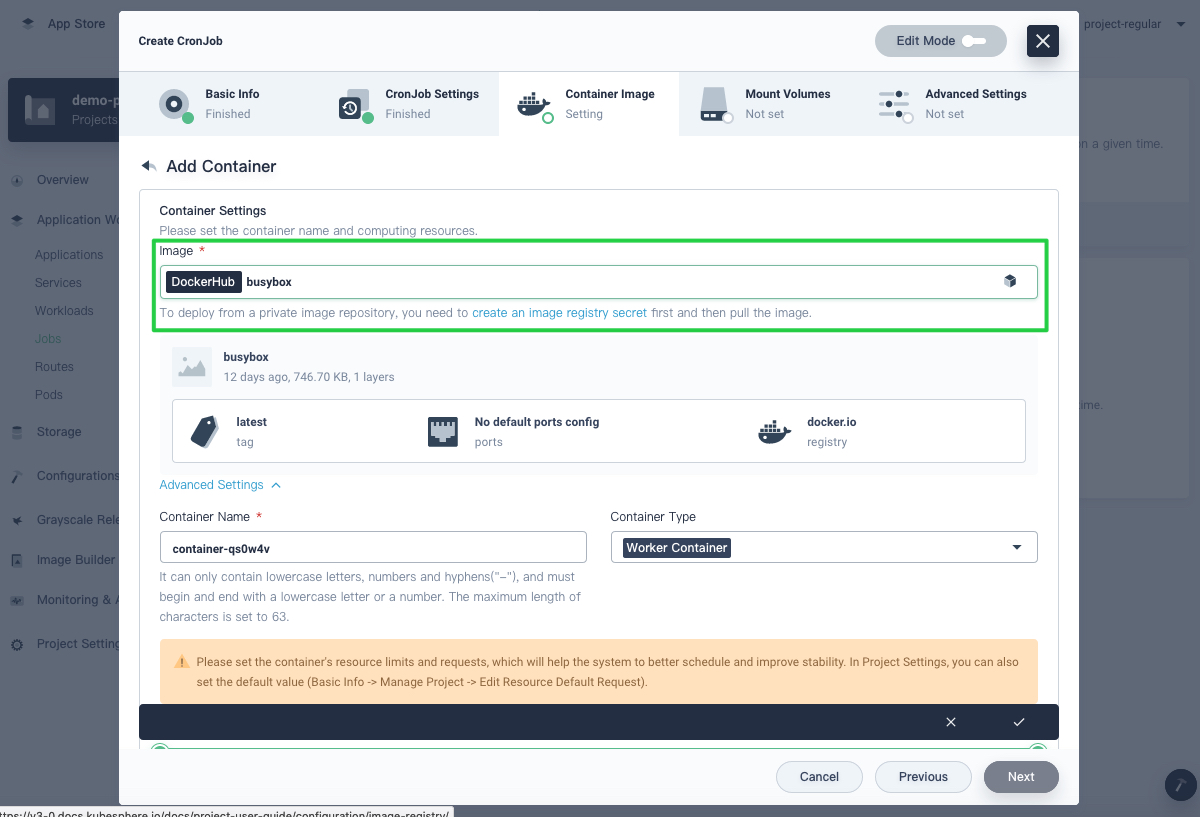 App Store
Create CronJob
Edit Mode
project-regular
demo-p
Projects
Basic Info
Finished
CronJob Settings
Finished
Container Image
Setting
Mount Volumes
Not set
Advanced Settings
Not set
n a given time.
Overview
Application Wo
Applications
Services
Workloads
Jobs
Routes
Pods
Storage
Configurations
Grayscale Rele
Image Builder
Monitoring & A
Project Setting
Add Container
Container Settings
Please set the container name and computing resources.
Image *
DockerHub busybox
To deploy from a private image repository, you need to create an image registry secret first and then pull the image.
busybox
12 days ago, 746.70 KB, 1 layers
latest
tag
No default ports config
ports
docker.io
registry
ime.
Advanced Settings
Container Name *
container-qs0w4v
It can only contain lowercase letters, numbers and hyphens("-"), and must
begin and end with a lowercase letter or a number. The maximum length of
characters is set to 63.
Container Type
Worker Container
Please set the container's resource limits and requests, which will help the system to better schedule and improve stability. In Project Settings, you can also
set the default value (Basic Info -> Manage Project -> Edit Resource Default Request).
Cancel
Previous
Next
ttps://v3-0.docs.kubesphere.io/docs/project-user-guide/configuration/image-registry/